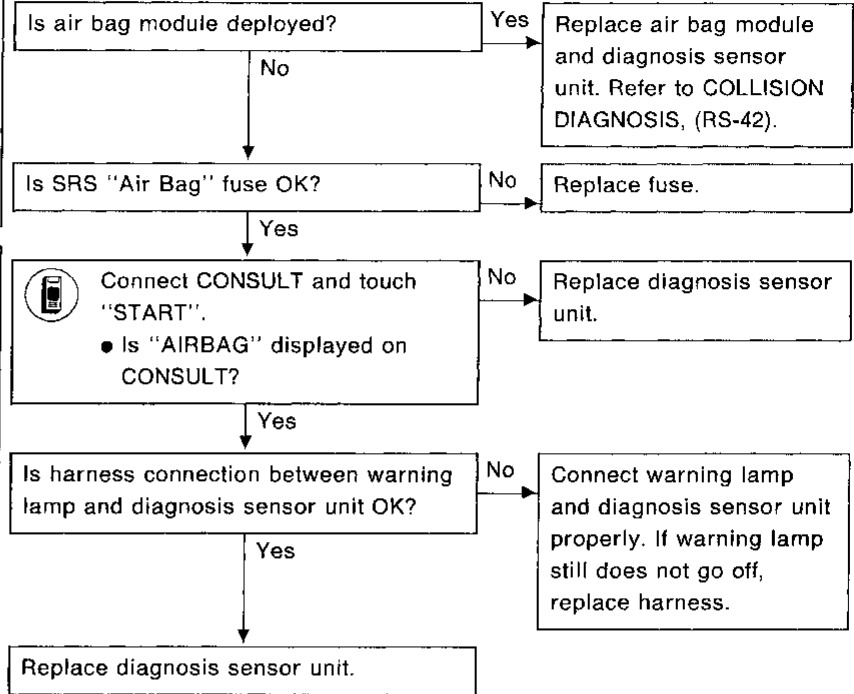 Is air bag module deployed?
Yes
Replace air bag module
and diagnosis sensor
unit. Refer to COLLISION
DIAGNOSIS, (RS-42).
No
Is SRS "Air Bag" fuse OK?
No
Replace fuse.
Yes
Connect CONSULT and touch
"START".
● Is "AIRBAG" displayed on
CONSULT?
No
Replace diagnosis sensor
unit.
Yes
Is harness connection between warning
lamp and diagnosis sensor unit OK?
No
Connect warning lamp
and diagnosis sensor unit
properly. If warning lamp
still does not go off,
replace harness.
Yes
Replace diagnosis sensor unit.